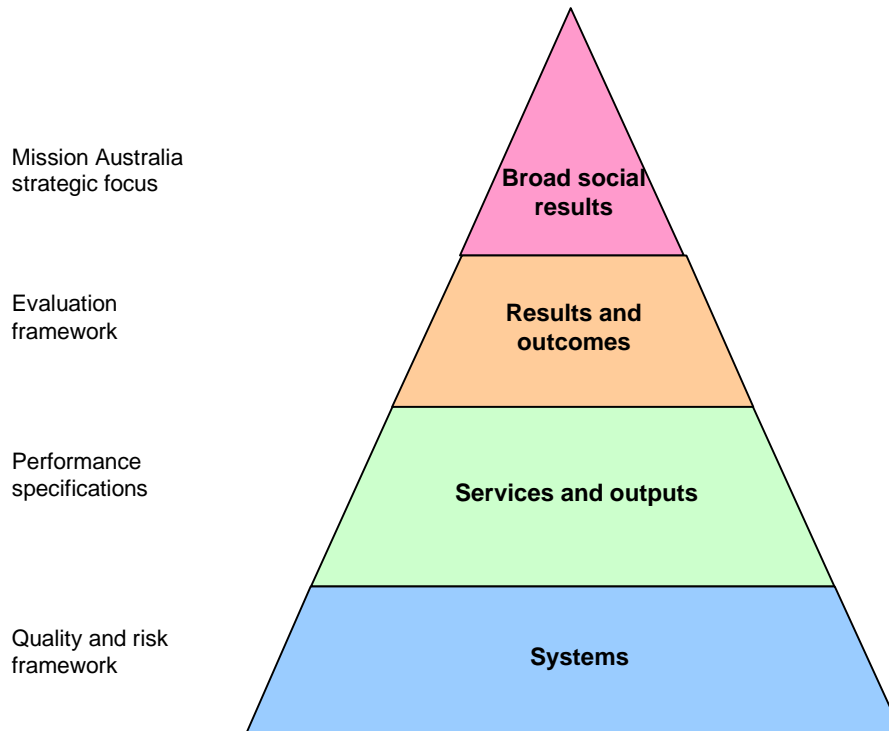 Mission Australia
strategic focus
Broad social
results
Evaluation
framework
Results and
outcomes
Performance
specifications
Services and outputs
Quality and risk
framework
Systems